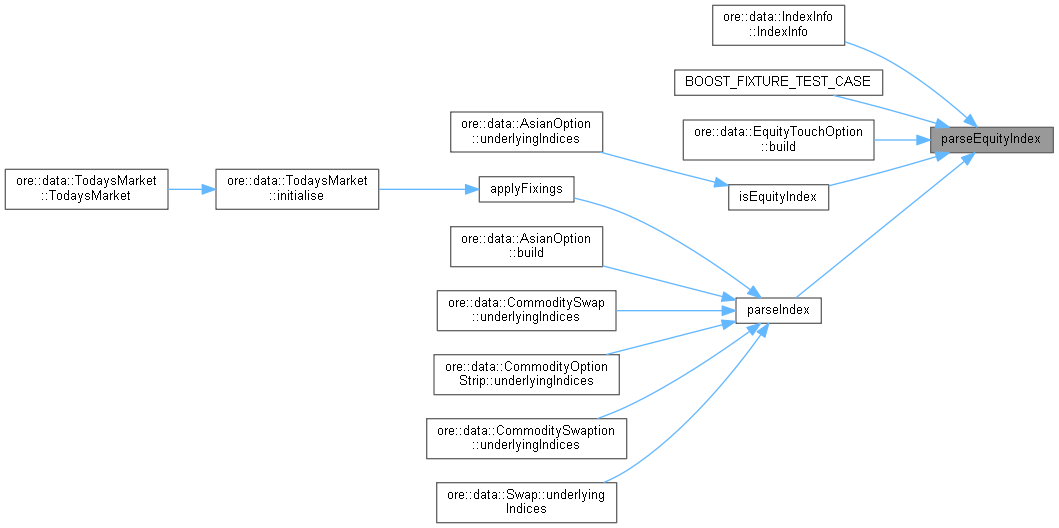 ore::data::IndexInfo
::IndexInfo
BOOST_FIXTURE_TEST_CASE
ore::data::EquityTouchOption
::build
parseEquityIndex
ore::data::AsianOption
::underlyingIndices
isEquityIndex
ore::data::TodaysMarket
::TodaysMarket
ore::data::TodaysMarket
::initialise
applyFixings
ore::data::AsianOption
::build
ore::data::CommoditySwap
::underlyingIndices
parseIndex
ore::data::CommodityOption
Strip::underlyingIndices
ore::data::CommoditySwaption
::underlyingIndices
ore::data::Swap::underlying
Indices